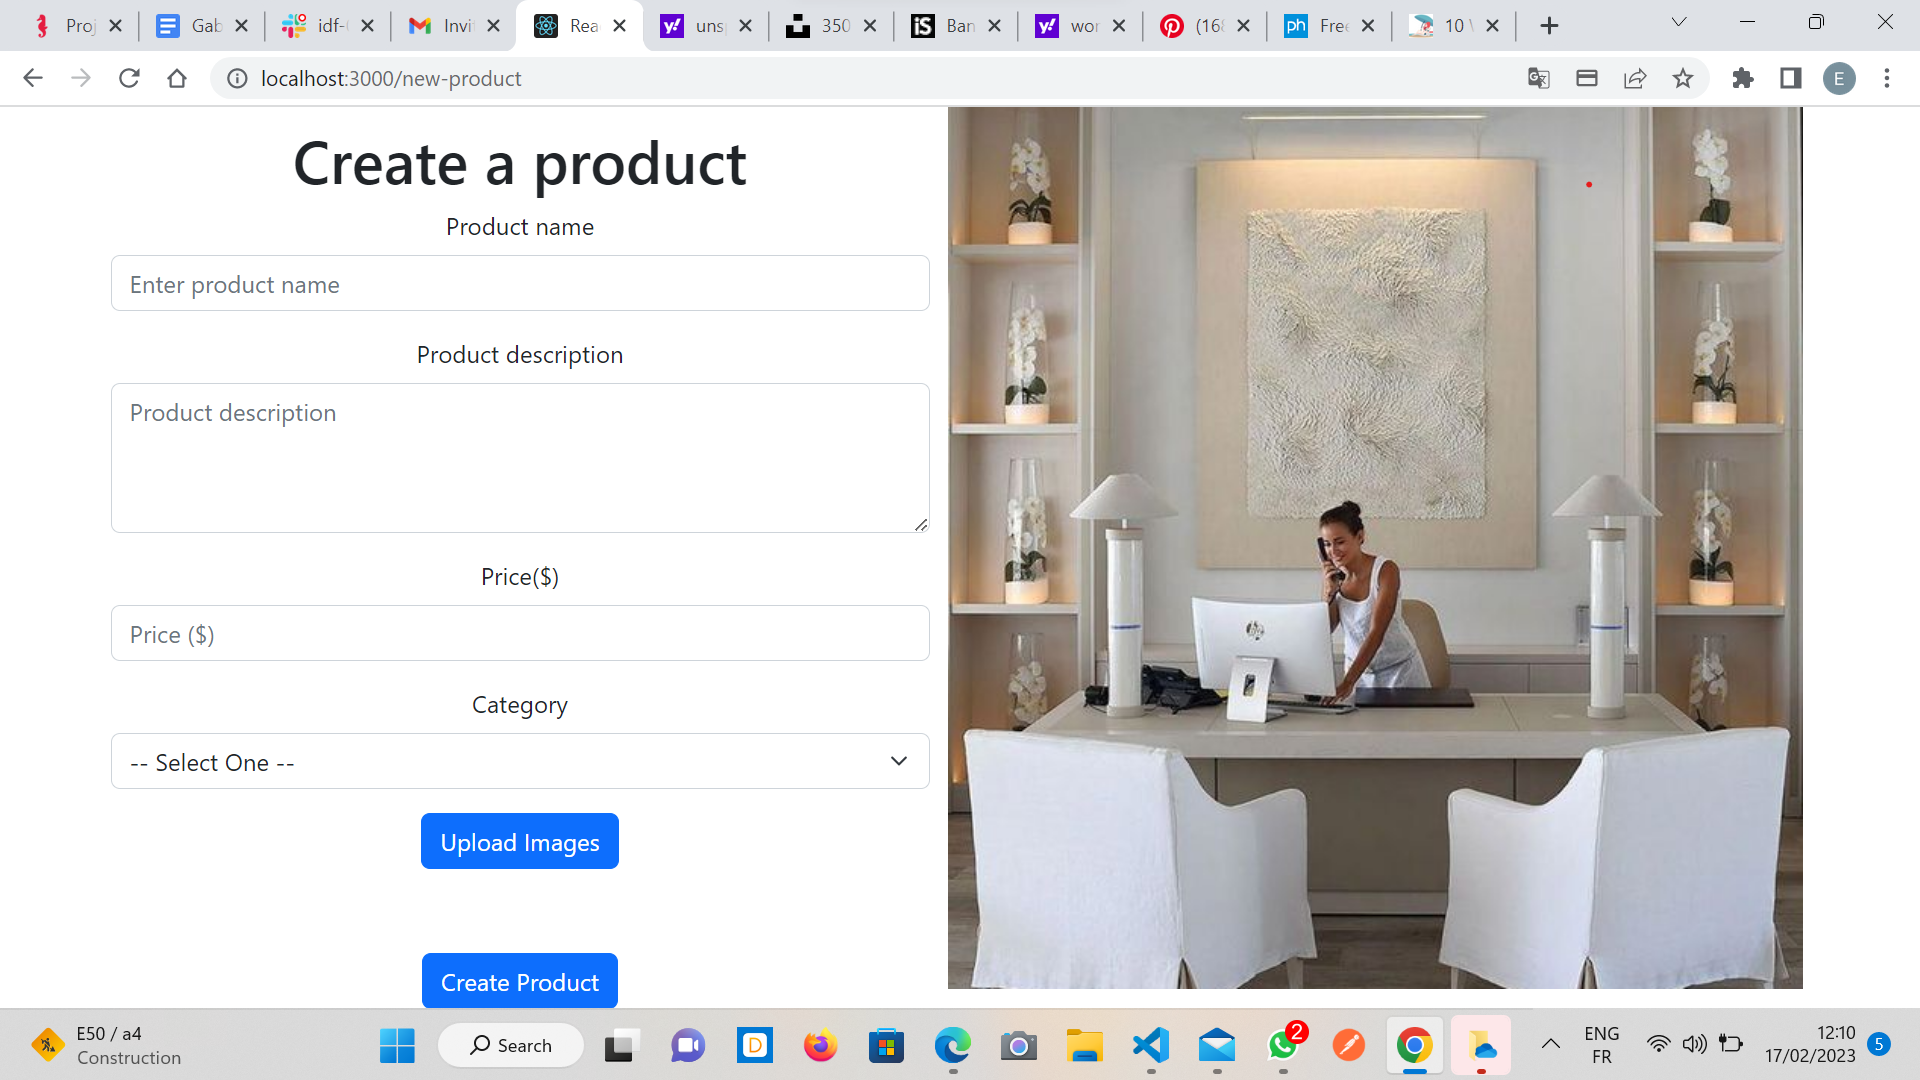 Proj
Gab
idf-
Invi
Rea
uns
350
Ban
wor
(168
Free
10
localhost:3000/new-product
E
Create a product
Product name
Enter product name
Product description
Product description
Price($)
Price ($)
Category
-- Select One --
Upload Images
Create Product
hp
E50 / a4
Construction
Search
2
ENG
FR
12:10
17/02/2023
5